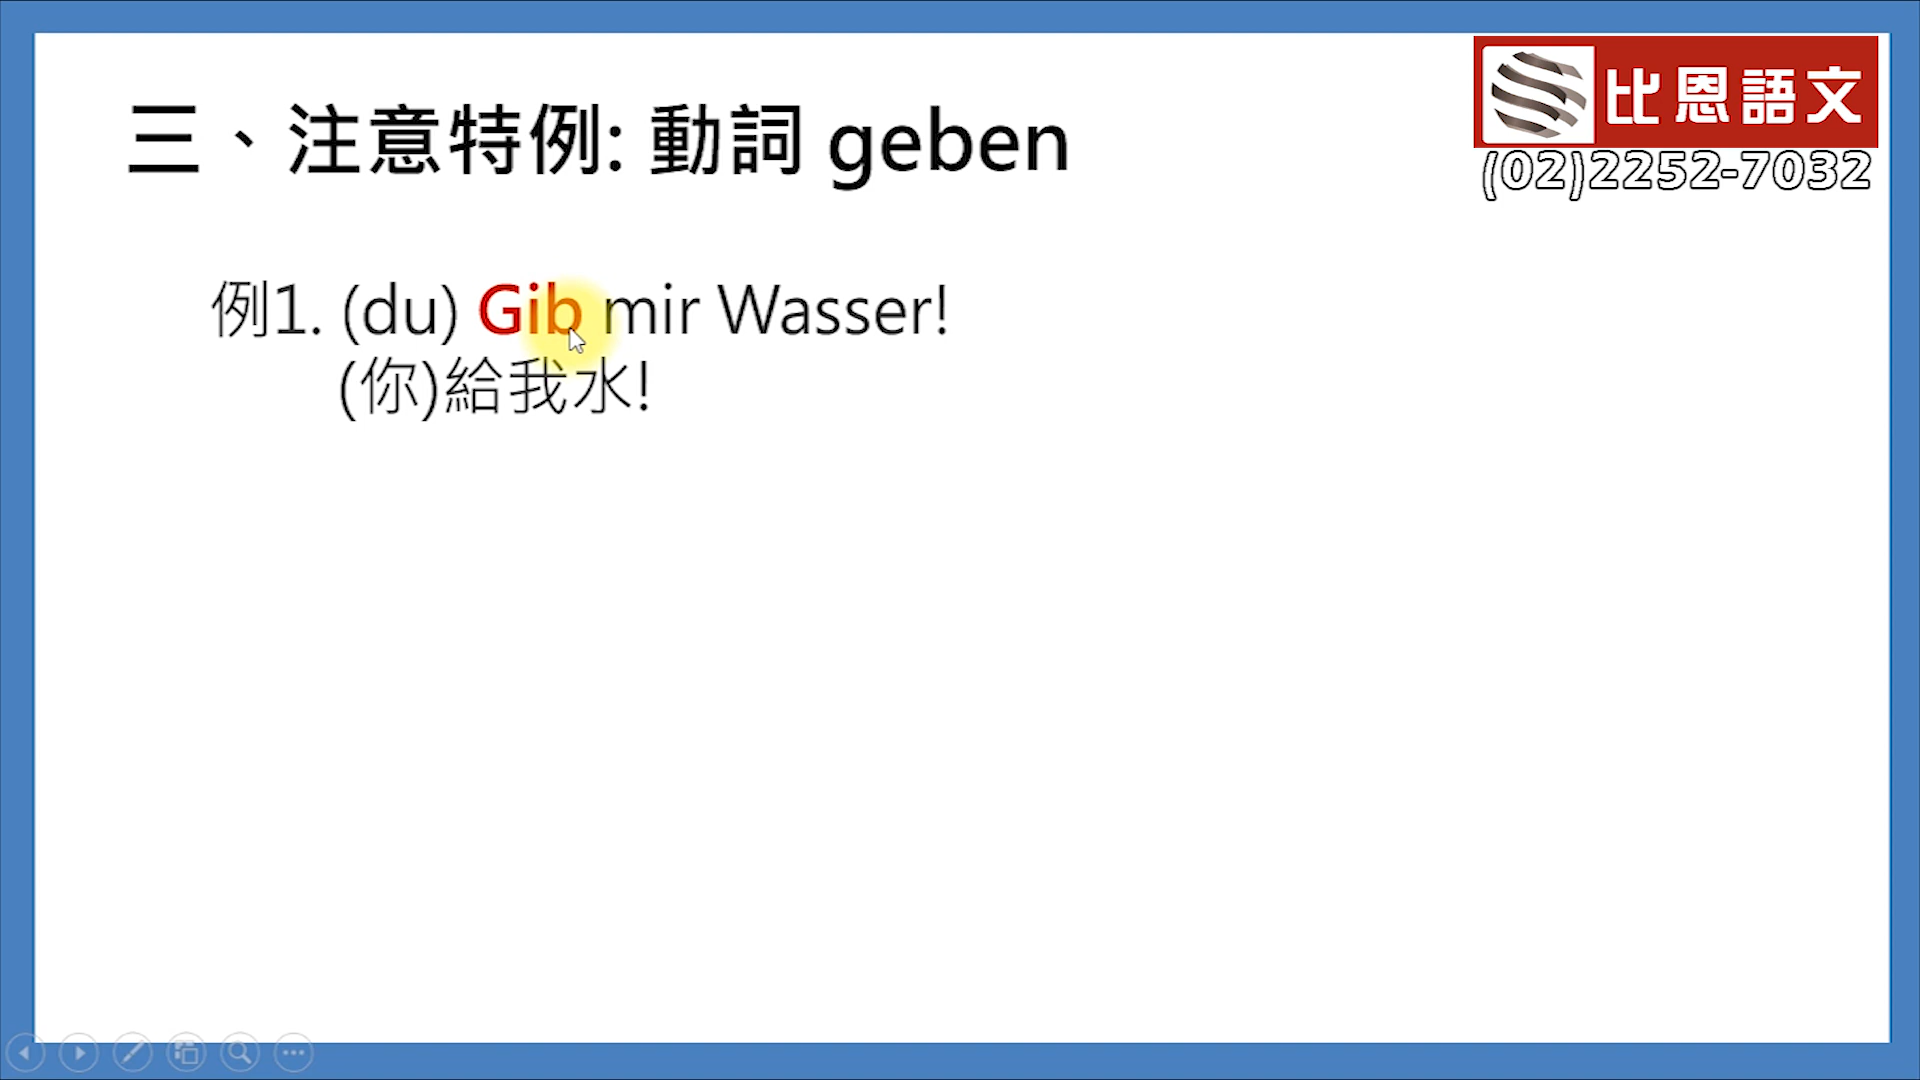 三、注意特例: 動詞 geben
比恩語文
(02)2252-7032
例1. (du) Gib mir Wasser!
(你)給我水!